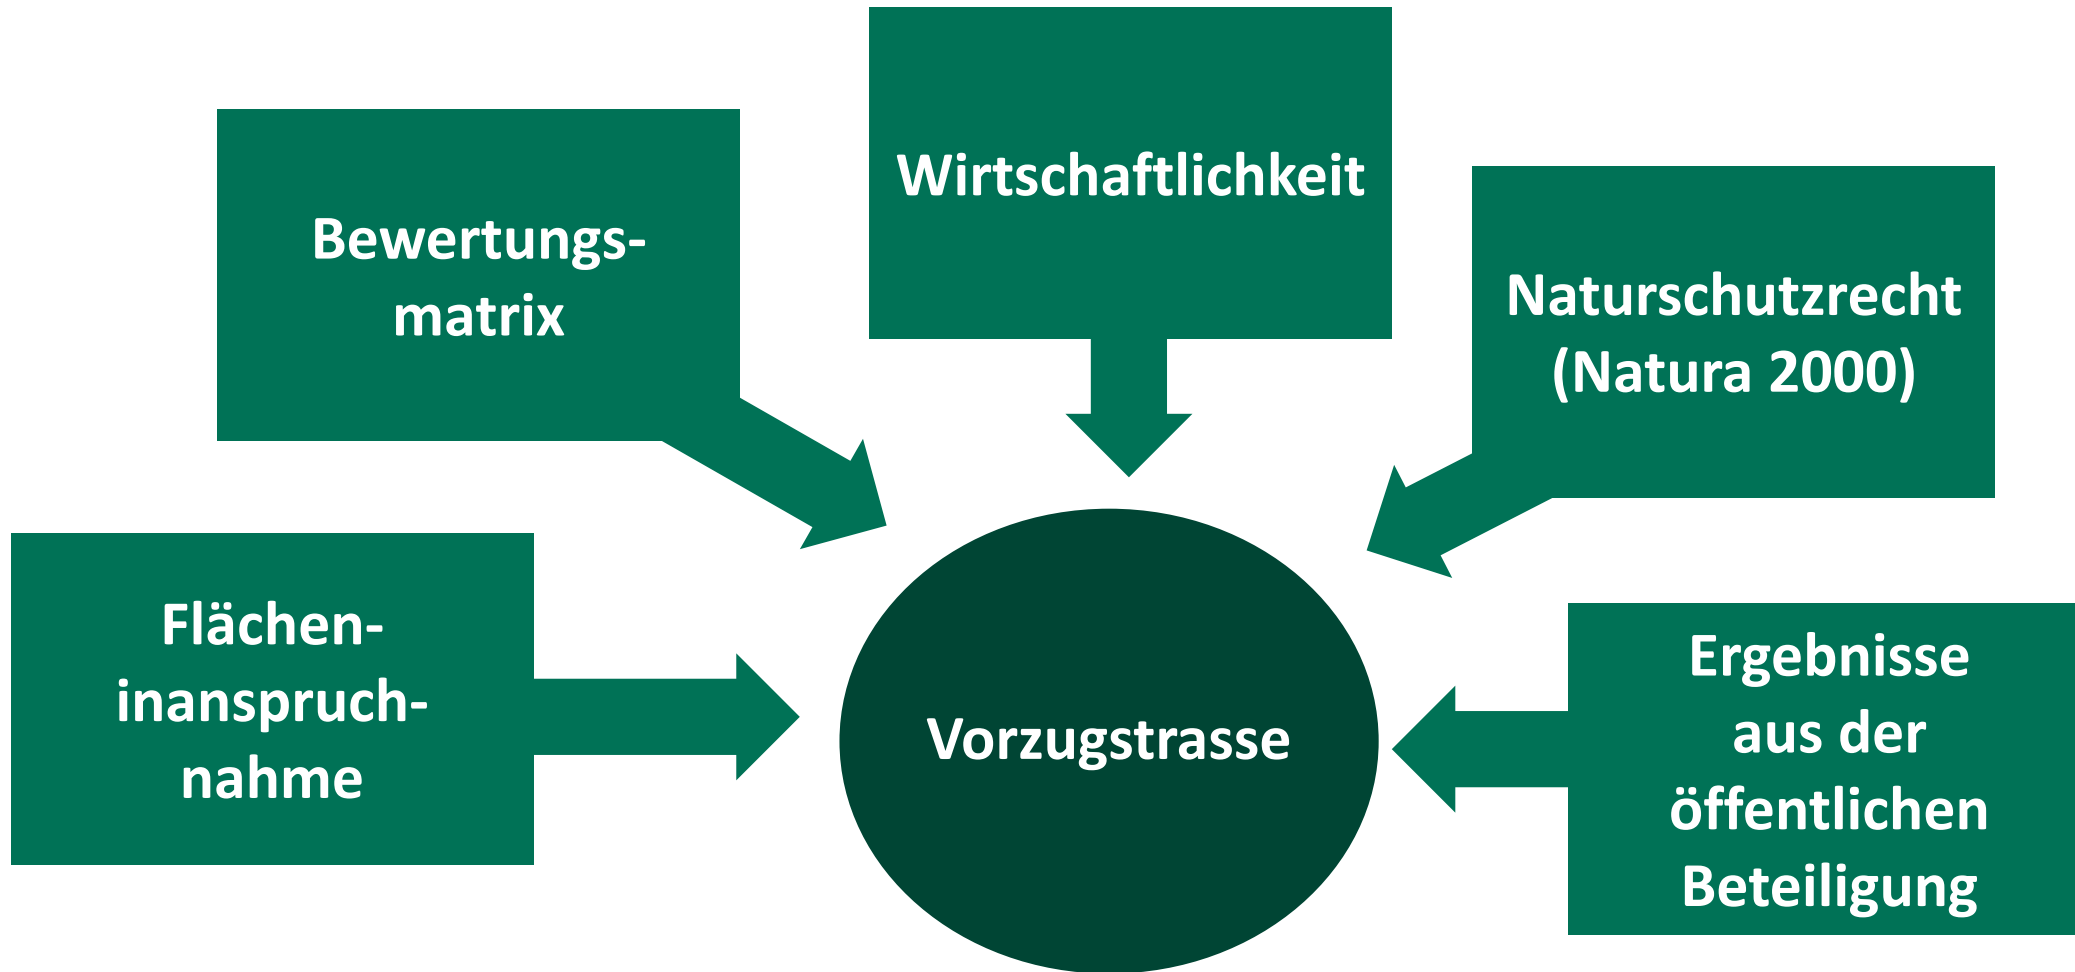 Wirtschaftlichkeit
Bewertungs-
matrix
Naturschutzrecht
(Natura 2000)
Flächen-
inanspruch-
nahme
Vorzugstrasse
Ergebnisse
aus der
öffentlichen
Beteiligung